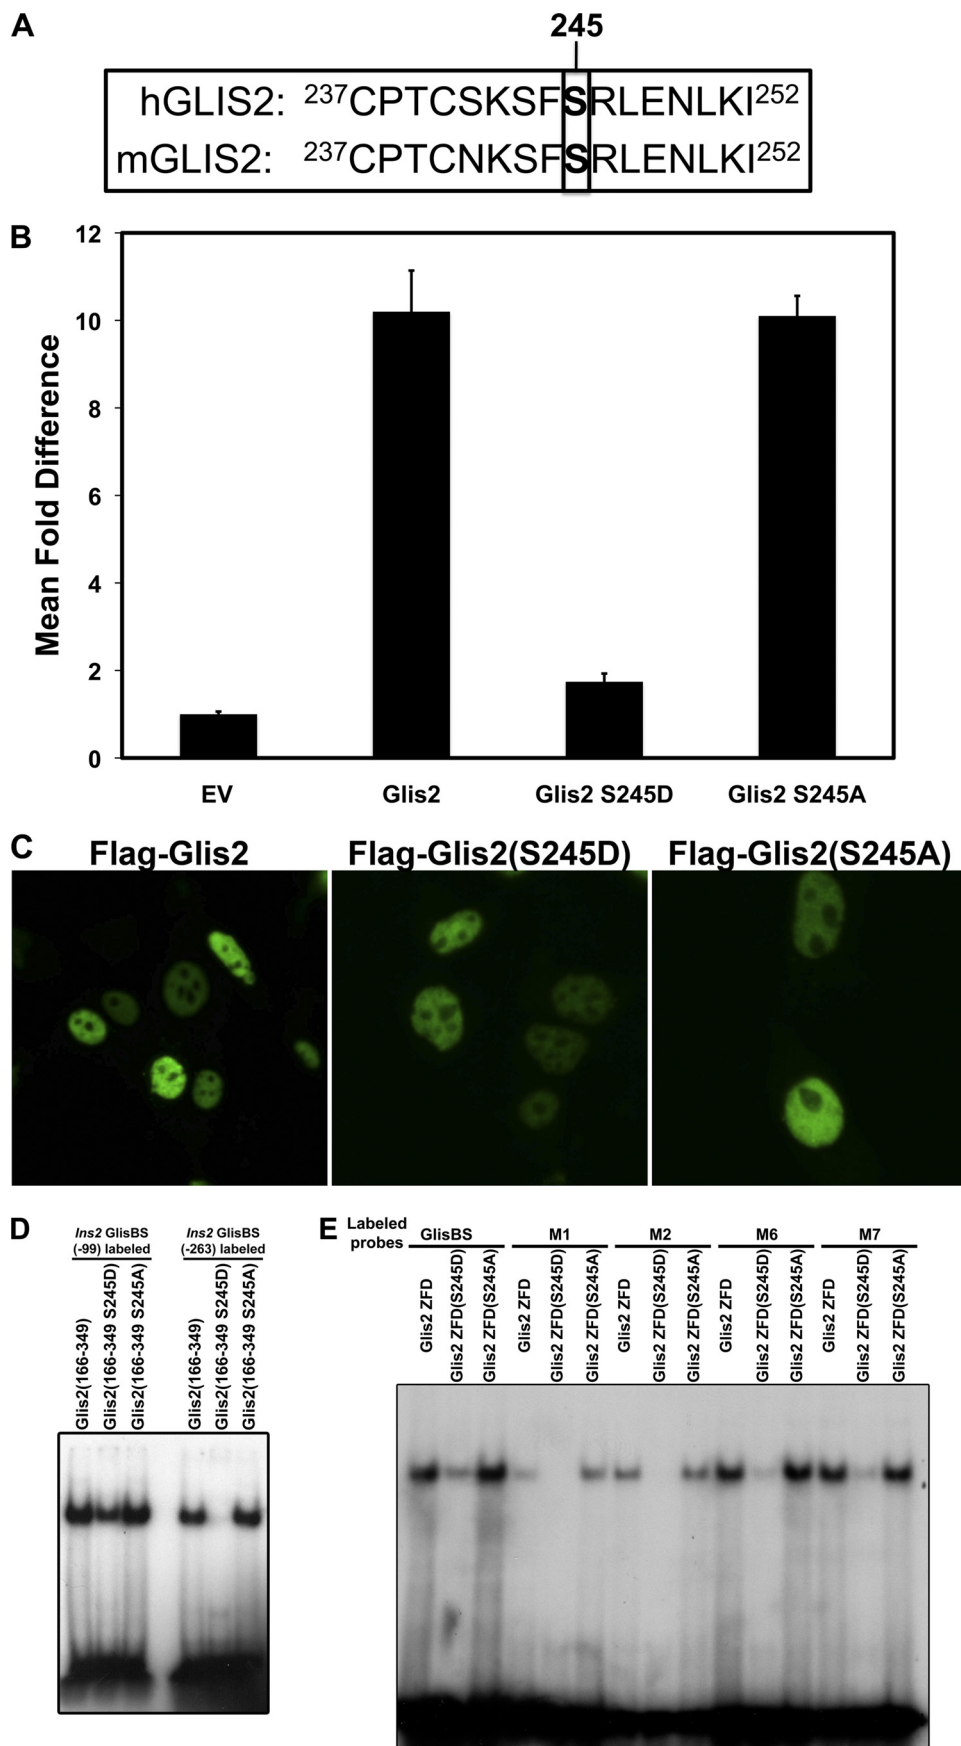 A
245
hGLIS2: 237CPTCSKSFSRLENLKI252
mGLIS2: 237CPTCNKSFSRLENLKI252
B
Mean Fold Difference
12
10
8
6
4
2
0
EV Glis2 Glis2 S245D Glis2 S245A
C
Flag-Glis2 Flag-Glis2(S245D) Flag-Glis2(S245A)
D
Ins2 GlisBS
(-99) labeled
Ins2 GlisBS
(-263) labeled
Glis2(166-349)
Glis2(166-349 S245D)
Glis2(166-349 S245A)
Glis2(166-349)
Glis2(166-349 S245D)
Glis2(166-349 S245A)
E
Labeled
probes
GlisBS M1 M2 M6 M7
Glis2 ZFD
Glis2 ZFD(S245D)
Glis2 ZFD(S245A)
Glis2 ZFD
Glis2 ZFD(S245D)
Glis2 ZFD(S245A)
Glis2 ZFD
Glis2 ZFD(S245D)
Glis2 ZFD(S245A)
Glis2 ZFD
Glis2 ZFD(S245D)
Glis2 ZFD(S245A)
Glis2 ZFD
Glis2 ZFD(S245D)
Glis2 ZFD(S245A)